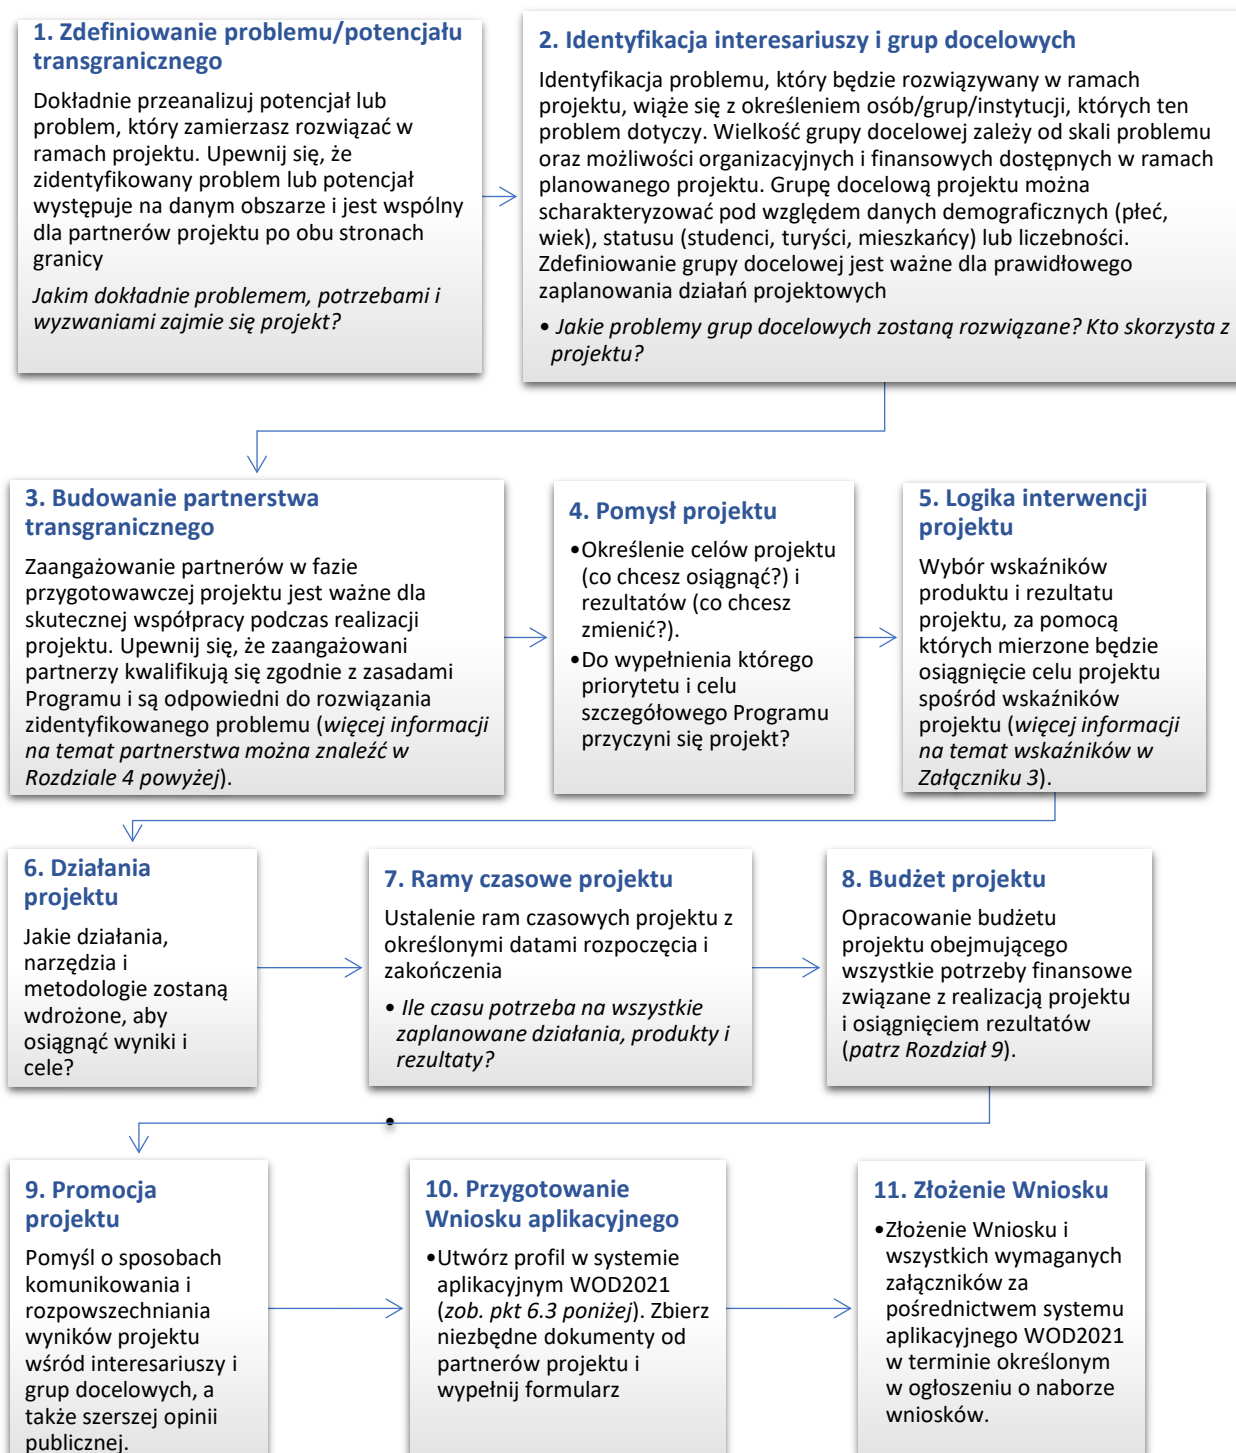 1. Zdefiniowanie problemu/potencjału
transgranicznego
Dokładnie przeanalizuj potencjał lub
problem, który zamierzasz rozwiązać w
ramach projektu. Upewnij się, że
zidentyfikowany problem lub potencjał
występuje na danym obszarze i jest wspólny
dla partnerów projektu po obu stronach
granicy
Jakim dokładnie problemem, potrzebami i
wyzwaniami zajmie się projekt?
2. Identyfikacja interesariuszy i grup docelowych
Identyfikacja problemu, który będzie rozwiązywany w ramach
projektu, wiąże się z określeniem osób/grup/instytucji, których ten
problem dotyczy. Wielkość grupy docelowej zależy od skali problemu
oraz możliwości organizacyjnych i finansowych dostępnych w ramach
planowanego projektu. Grupę docelową projektu można
scharakteryzować pod względem danych demograficznych (płeć,
wiek), statusu (studenci, turyści, mieszkańcy) lub liczebności.
Zdefiniowanie grupy docelowej jest ważne dla prawidłowego
zaplanowania działań projektowych
• Jakie problemy grup docelowych zostaną rozwiązane? Kto skorzysta z
projektu?
3. Budowanie partnerstwa
transgranicznego
Zaangażowanie partnerów w fazie
przygotowawczej projektu jest ważne dla
skutecznej współpracy podczas realizacji
projektu. Upewnij się, że zaangażowani
partnerzy kwalifikują się zgodnie z zasadami
Programu i są odpowiedni do rozwiązania
zidentyfikowanego problemu (więcej informacji
na temat partnerstwa można znaleźć w
Rozdziale 4 powyżej).
4. Pomysł projektu
•Określenie celów projektu
(co chcesz osiągnąć?) i
rezultatów (co chcesz
zmienić?).
•Do wypełnienia którego
priorytetu i celu
szczegółowego Programu
przyczyni się projekt?
5. Logika interwencji
projektu
Wybór wskaźników
produktu i rezultatu
projektu, za pomocą
których mierzone będzie
osiągnięcie celu projektu
spośród wskaźników
projektu (więcej informacji
na temat wskaźników w
Załączniku 3).
6. Działania
projektu
Jakie działania,
narzędzia i
metodologie zostaną
wdrożone, aby
osiągnąć wyniki i
cele?
7. Ramy czasowe projektu
Ustalenie ram czasowych projektu z
określonymi datami rozpoczęcia i
zakończenia
• Ile czasu potrzeba na wszystkie
zaplanowane działania, produkty i
rezultaty?
8. Budżet projektu
Opracowanie budżetu
projektu obejmującego
wszystkie potrzeby finansowe
związane z realizacją projektu
i osiągnięciem rezultatów
(patrz Rozdział 9).
•
9. Promocja
projektu
Pomyśl o sposobach
komunikowania i
rozpowszechniania
wyników projektu
wśród interesariuszy i
grup docelowych, a
także szerszej opinii
publicznej.
10. Przygotowanie
Wniosku aplikacyjnego
•Utwórz profil w systemie
aplikacyjnym WOD2021
(zob. pkt 6.3 poniżej). Zbierz
niezbędne dokumenty od
partnerów projektu i
wypełnij formularz
11. Złożenie Wniosku
•Złożenie Wniosku i
wszystkich wymaganych
załączników za
pośrednictwem systemu
aplikacyjnego WOD2021
w terminie określonym
w ogłoszeniu o naborze
wniosków.